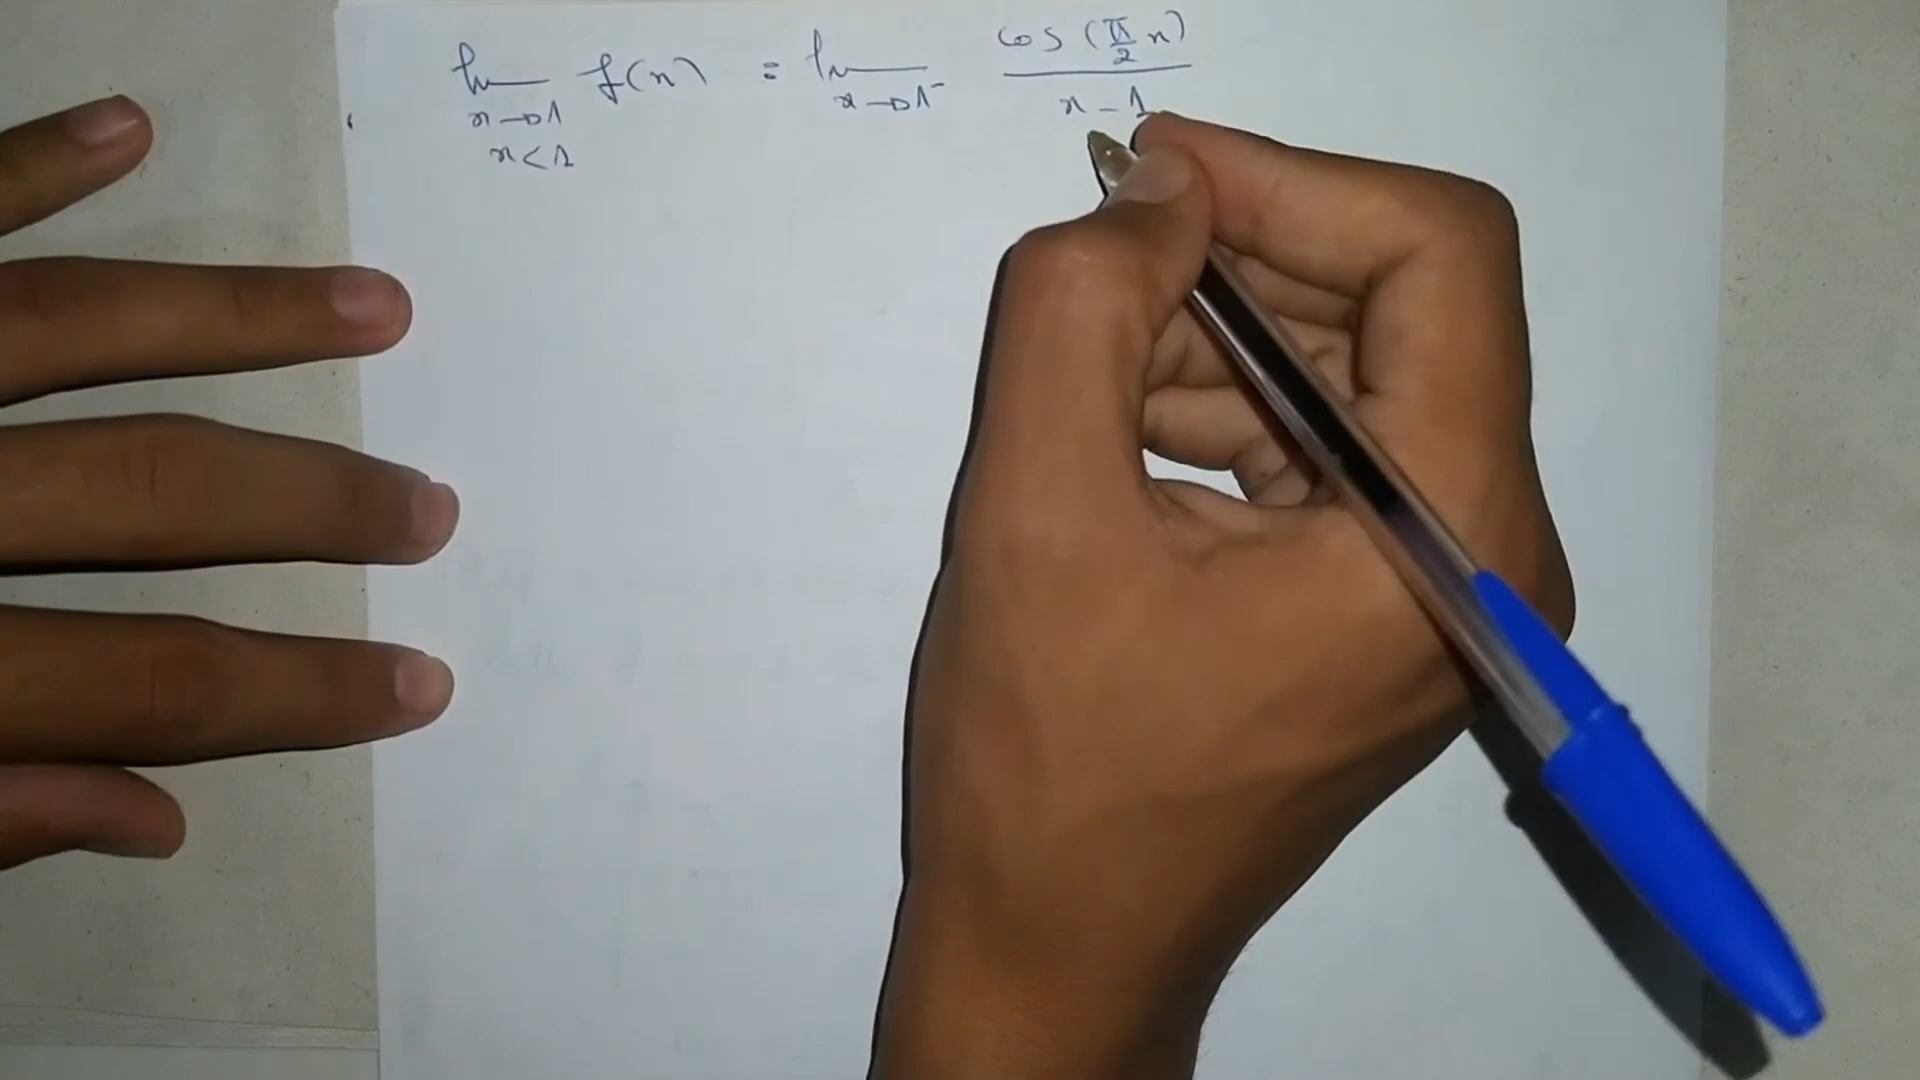 lim f(x) = lim cos(π/2 x) / x - 1
x→1 x→1⁻
x<1